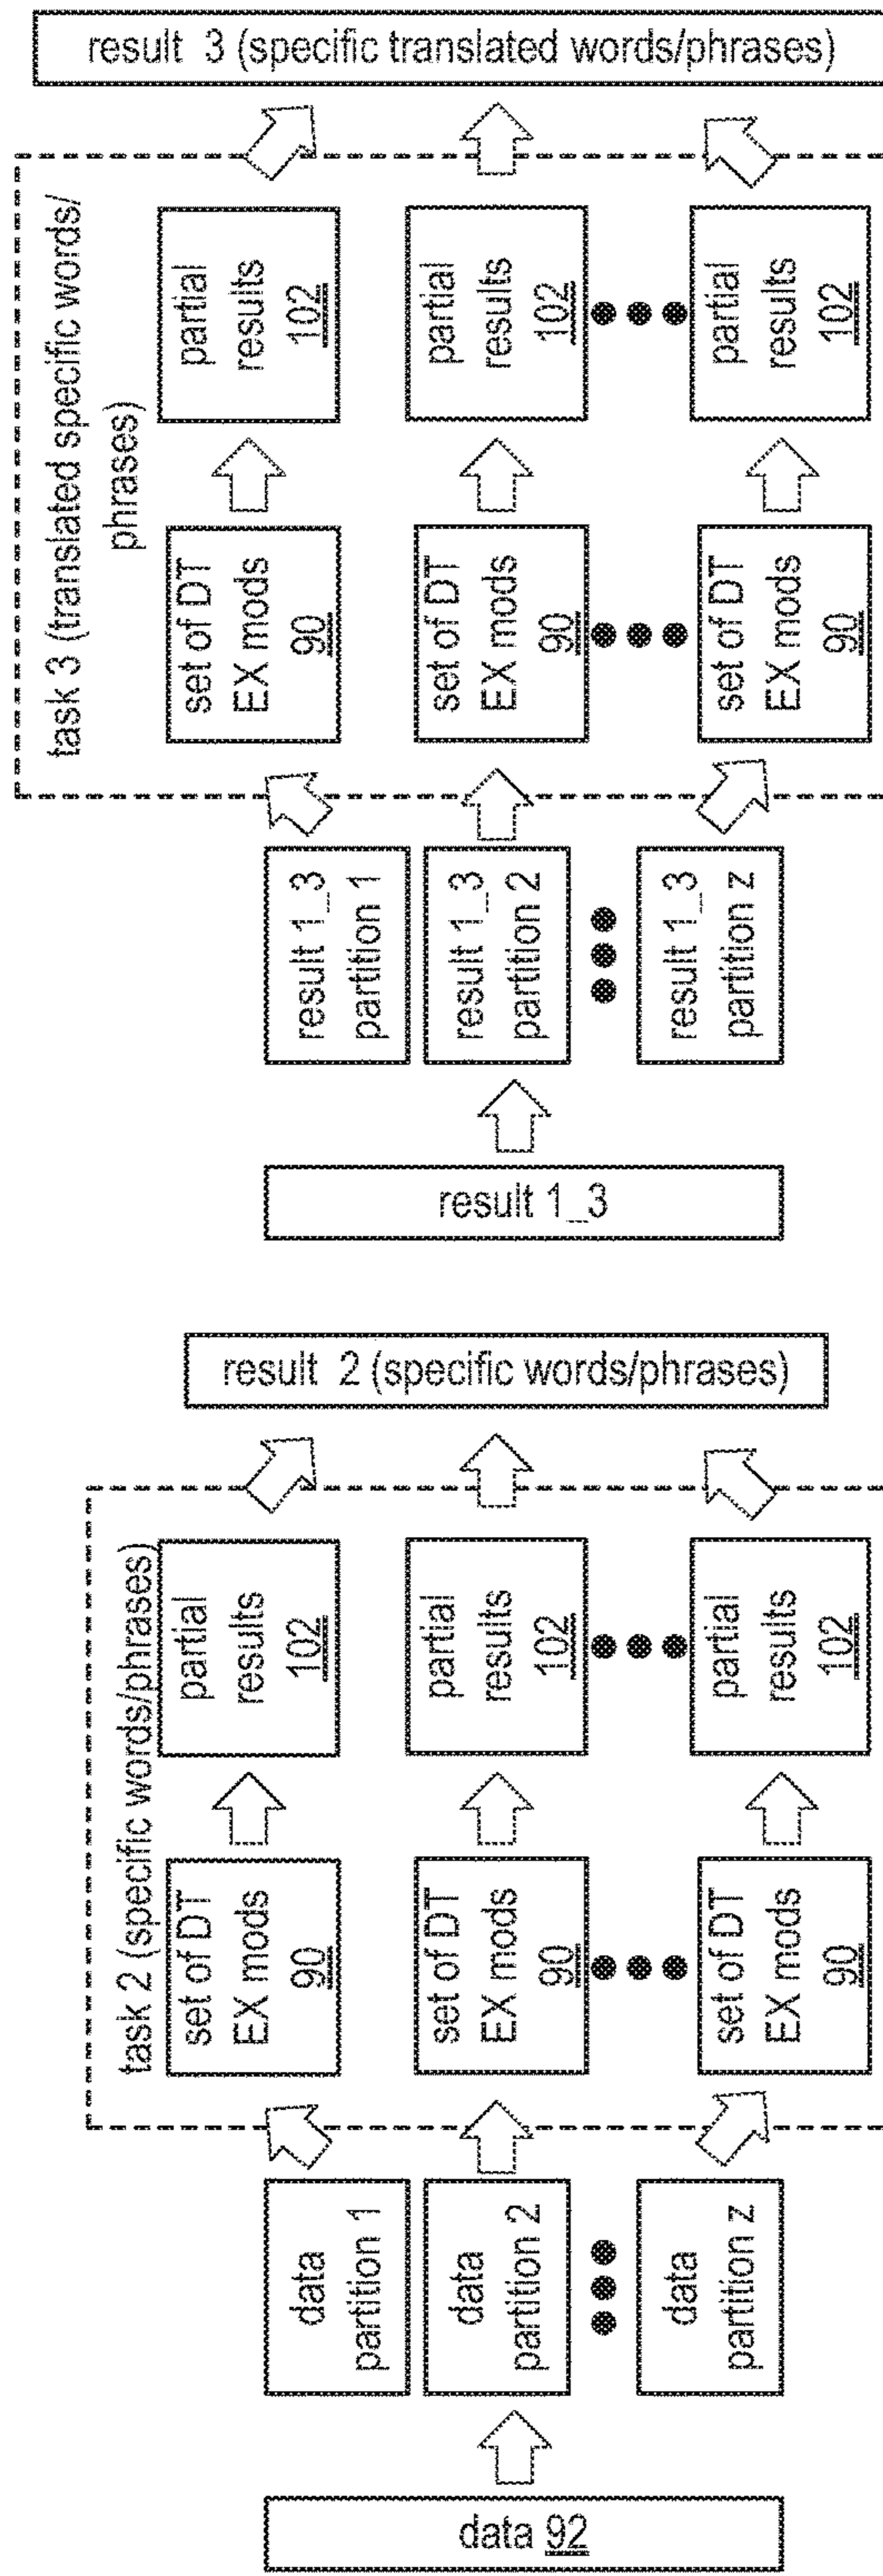 task 2 (specific words/phrases)
data 92
data
partition 1
data
partition 2
data
partition z
set of DT
EX mods
90
set of DT
EX mods
90
set of DT
EX mods
90
partial
results
102
partial
results
102
partial
results
102
result 2 (specific words/phrases)
task 3 (translated specific words/
phrases)
result 1_3
result 1_3
partition 1
result 1_3
partition 2
result 1_3
partition z
set of DT
EX mods
90
set of DT
EX mods
90
set of DT
EX mods
90
partial
results
102
partial
results
102
partial
results
102
result 3 (specific translated words/phrases)